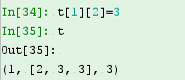 In[34]: t[1][2]=3
In[35]: t
Out[35]:
(1, [2, 3, 3], 3)